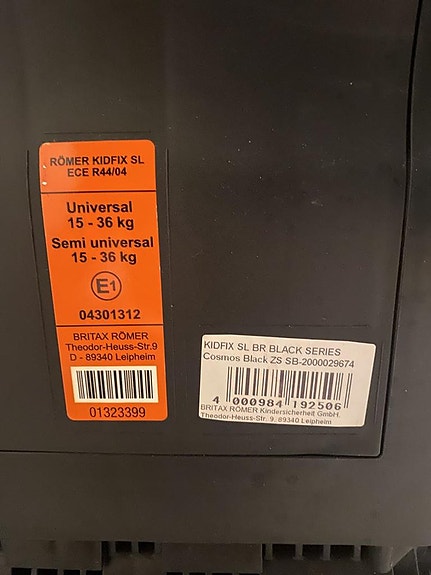 RÖMER KIDFIX SL
ECE R44/04
Universal
15 - 36 kg
Semi universal
15 - 36 kg
E1
04301312
BRITAX RÖMER
Theodor-Heuss-Str.9
D - 89340 Leipheim
01323399
KIDFIX SL BR BLACK SERIES
Cosmos Black ZS SB-2000029674
4 000984 192506
BRITAX RÖMER Kindersicherheit GmbH,
Theodor-Heuss-Str. 9, 89340 Leipheim